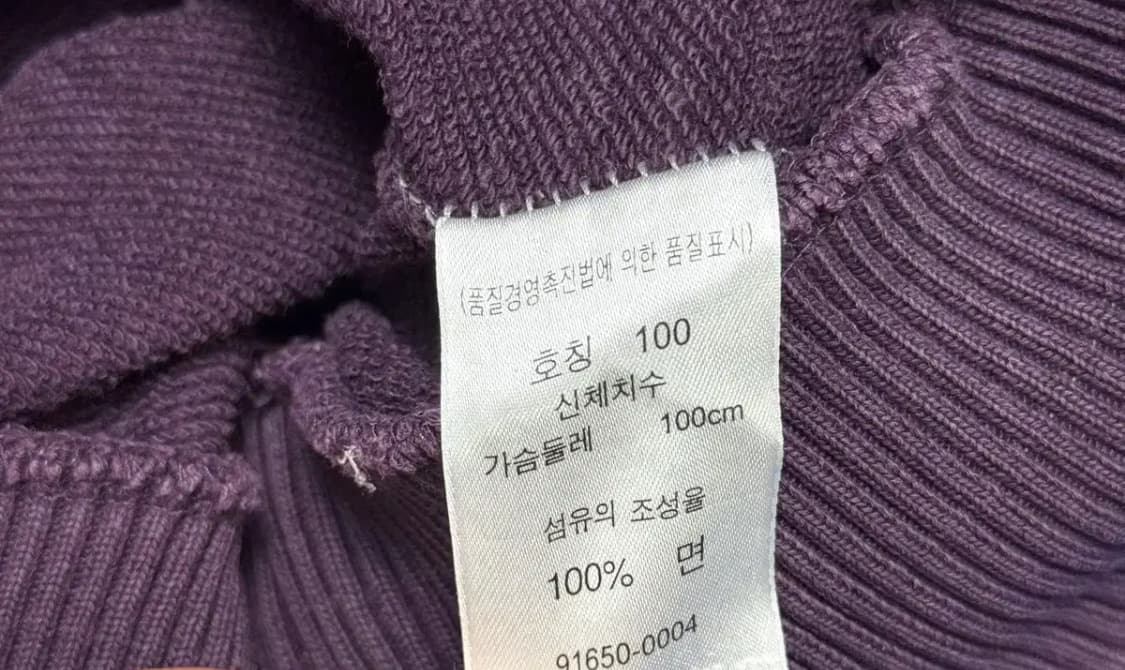 (품질경영촉진법에 의한 품질표시)
호칭 100
신체치수
가슴둘레 100cm
섬유의 조성율
100% 면
91650-0004